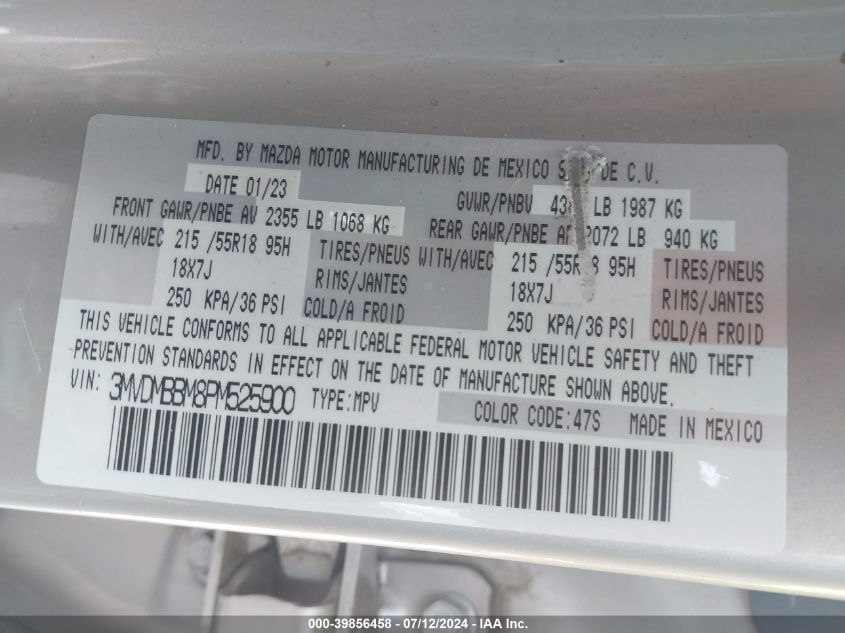 MFD. BY MAZDA MOTOR MANUFACTURING DE MEXICO DE C.V.
DATE 01/23 GVWR/PNBV LB 1987 KG
FRONT GAWR/PNBE AV 2355 LB 1068 KG REAR GAWR/PNBE 2072 LB 940 KG
WITH/AVEC 215 /55R18 95H TIRES/PNEUS WITH/AVEC 215 95H TIRES/PNEUS
18X7J RIMS/JANTES 18X7J RIMS/JANTES
250 KPA/36 PSI COLD/A FROID 250 KPA/36 PSI COLD/A FROID
THIS VEHICLE CONFORMS TO ALL APPLICABLE FEDERAL MOTOR VEHICLE SAFETY AND THEFT
PREVENTION STANDARDS IN EFFECT ON THE DATE OF MANUFACTURE SHOWN ABOVE.
VIN: 3MVDMBBM8PM525900 TYPE:MPV
COLOR CODE:47S MADE IN MEXICO
000-39856458 - 07/12/2024 - © IAA Inc.